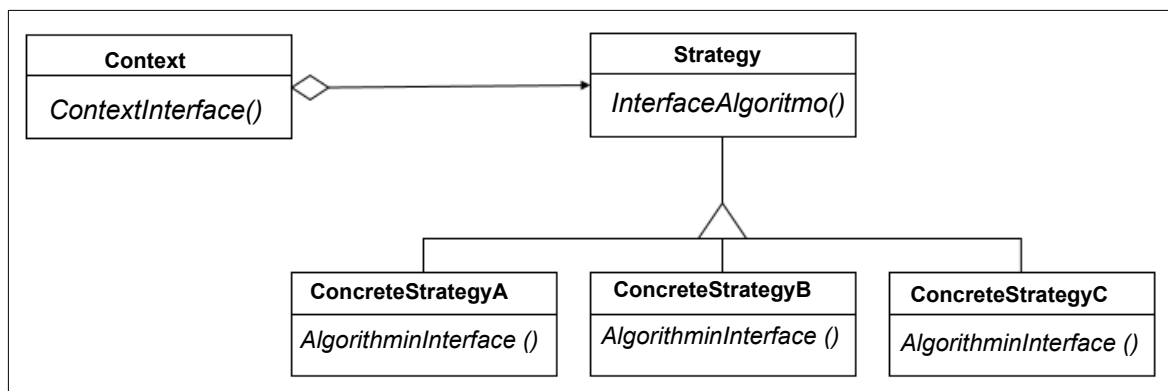 Context
ContextInterface()
Strategy
InterfaceAlgoritmo()
ConcreteStrategyA
AlgorithminInterface ()
ConcreteStrategyB
AlgorithminInterface ()
ConcreteStrategyC
AlgorithminInterface ()